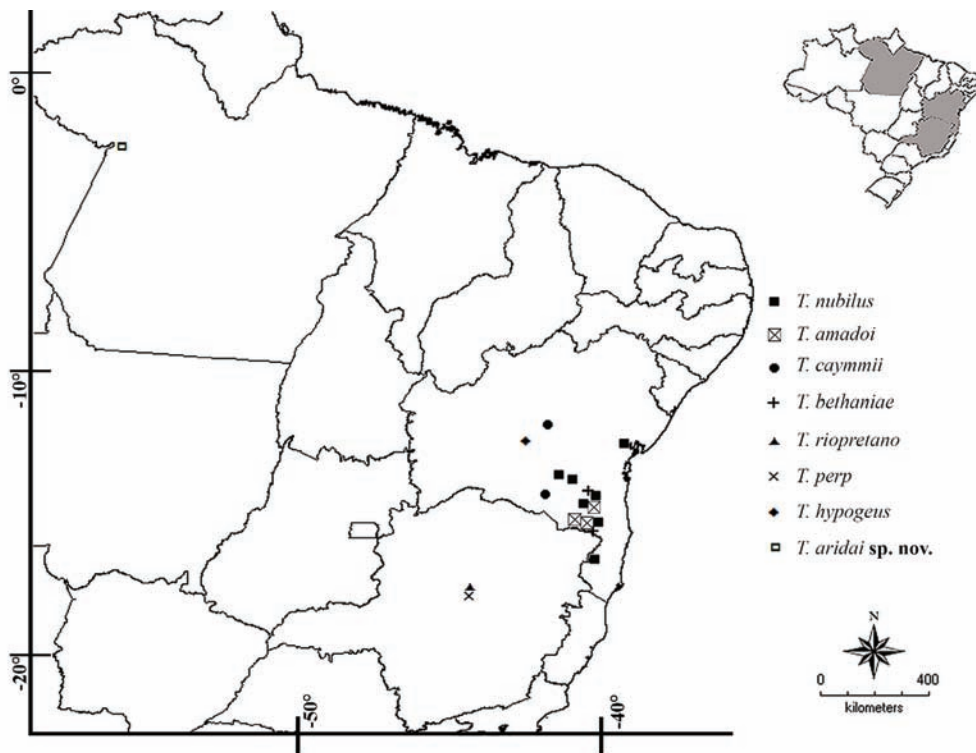 0°
-10°
-20°
-50°
-40°
T. nubilus
T. amadoi
T. caymmii
T. bethaniae
T. riopretano
T. perp
T. hypogeus
T. aridai sp. nov.
N
0 400
kilometers